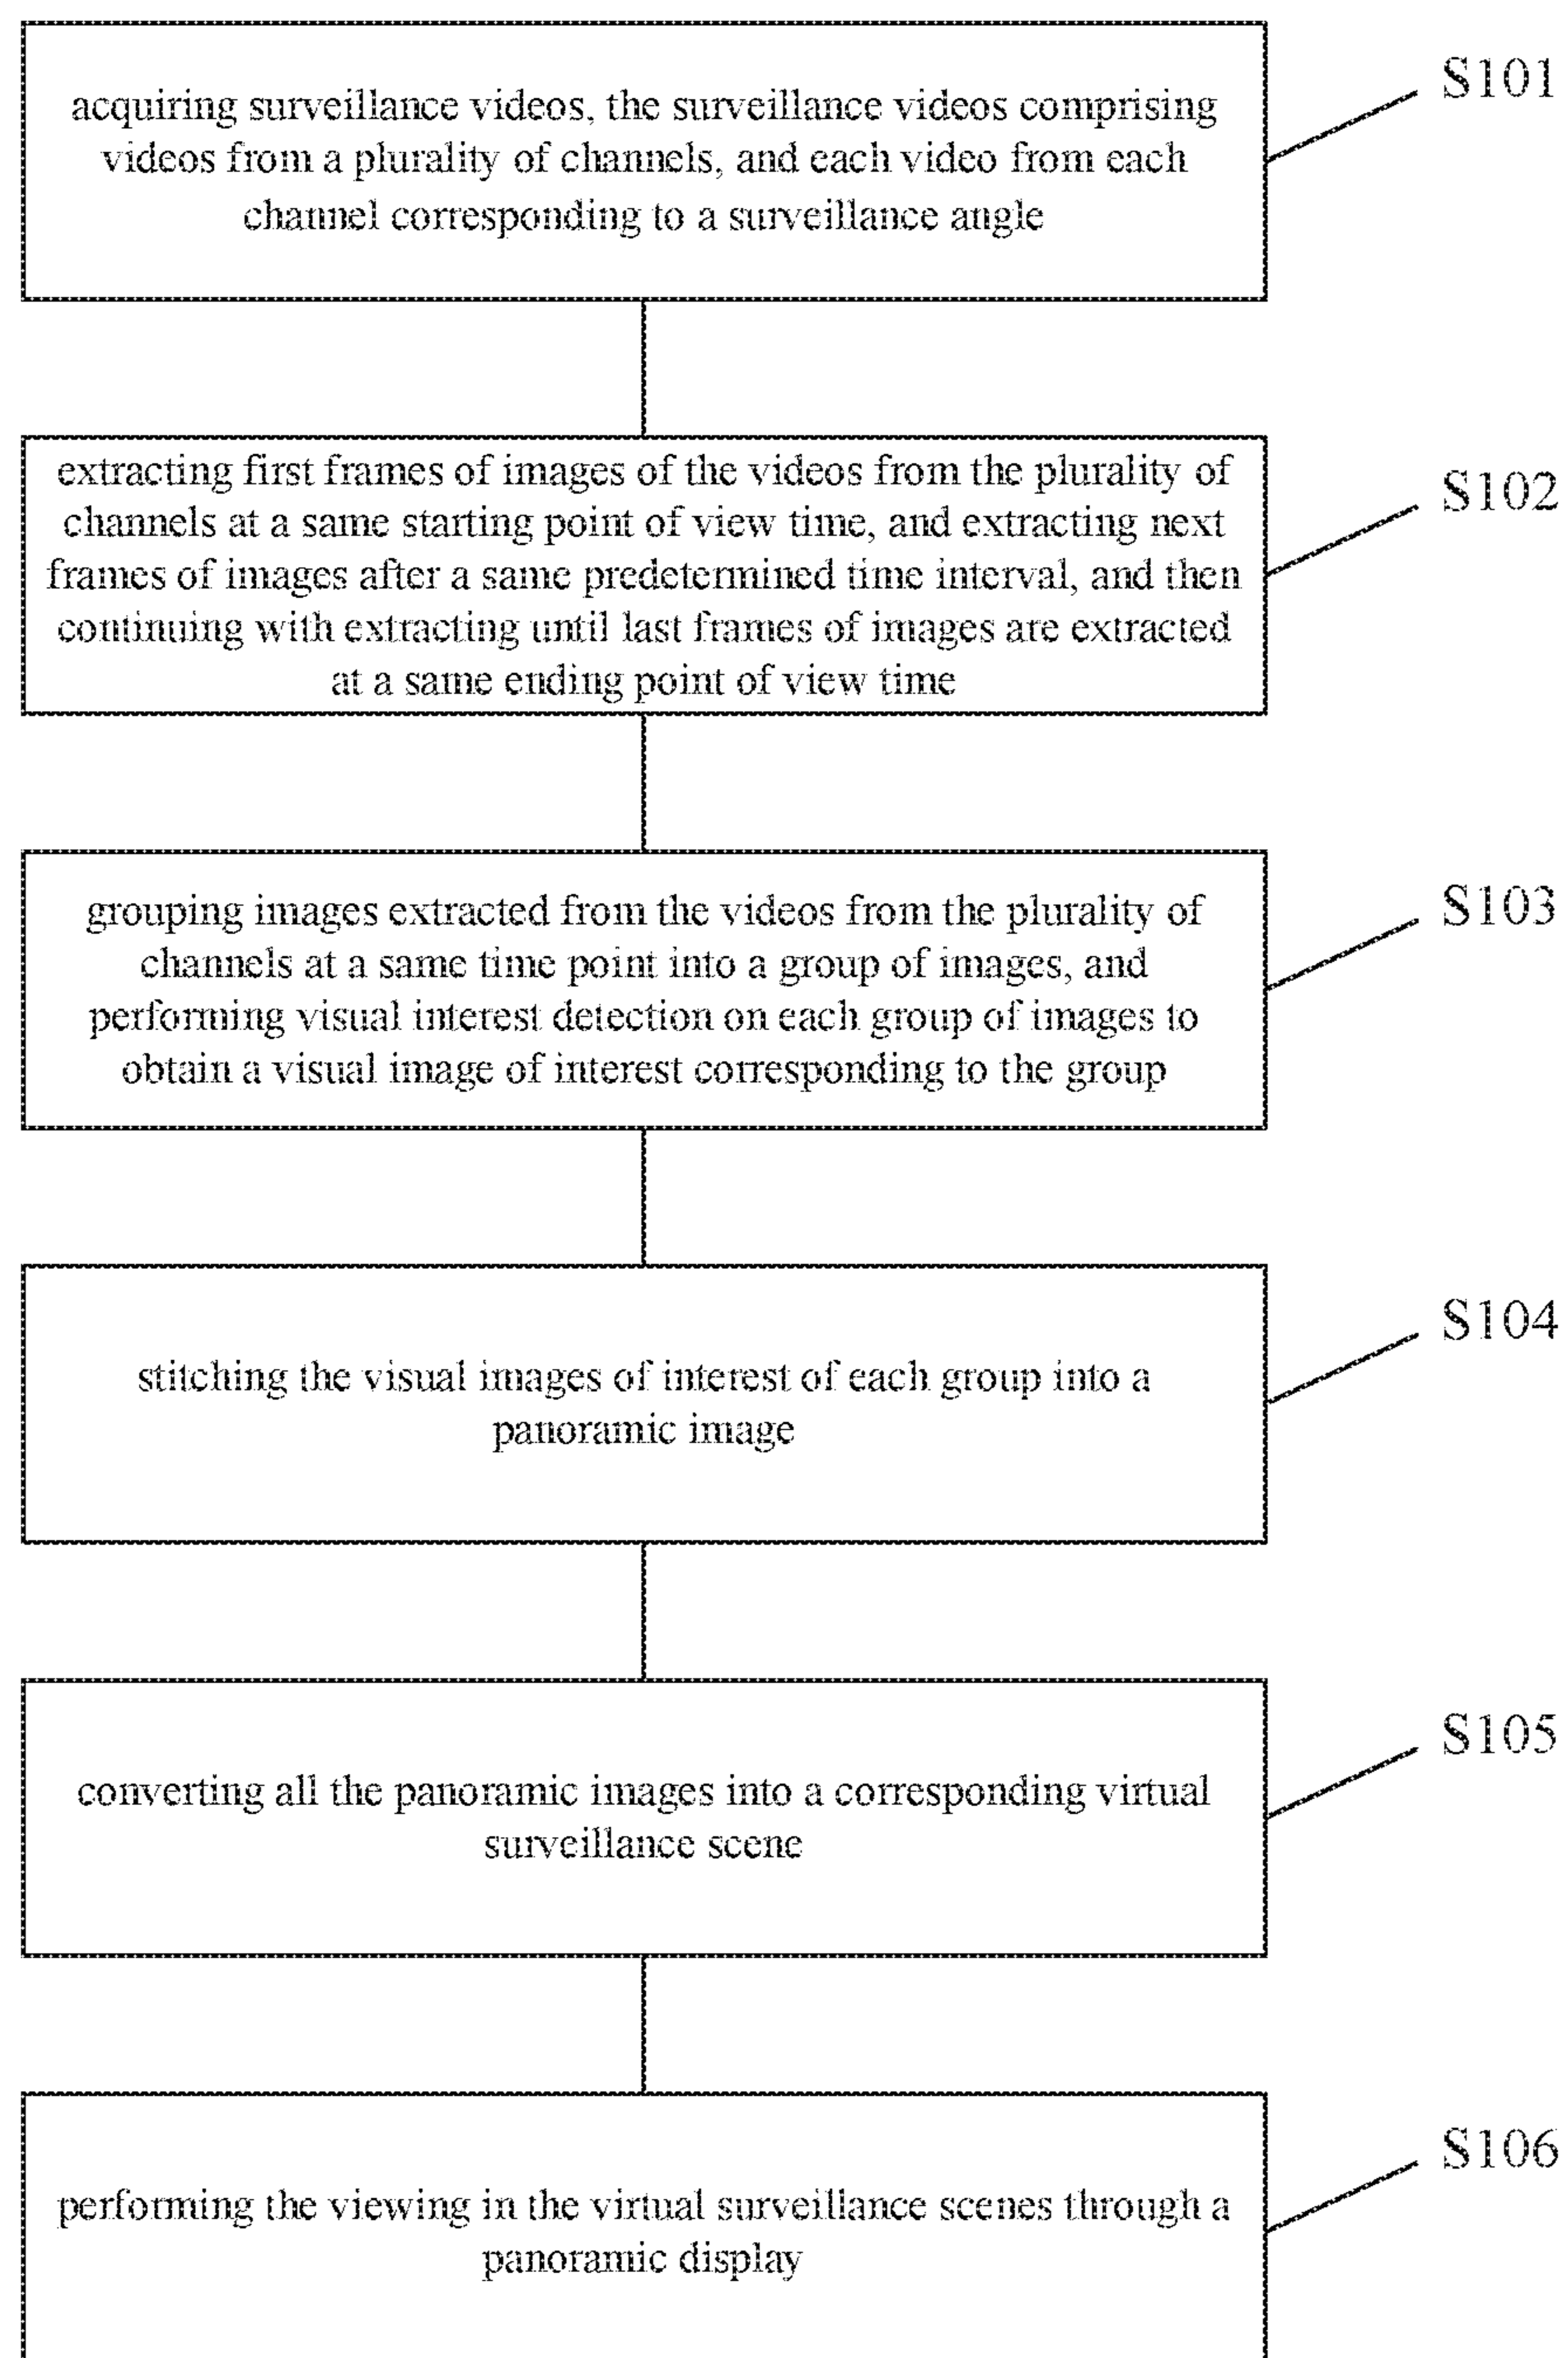 acquiring surveillance videos, the surveillance videos comprising
videos from a plurality of channels, and each video from each
channel corresponding to a surveillance angle
S101
extracting first frames of images of the videos from the plurality of
channels at a same starting point of view time, and extracting next
frames of images after a same predetermined time interval, and then
continuing with extracting until last frames of images are extracted
at a same ending point of view time
S102
grouping images extracted from the videos from the plurality of
channels at a same time point into a group of images, and
performing visual interest detection on each group of images to
obtain a visual image of interest corresponding to the group
S103
stitching the visual images of interest of each group into a
panoramic image
S104
converting all the panoramic images into a corresponding virtual
surveillance scene
S105
performing the viewing in the virtual surveillance scenes through a
panoramic display
S106